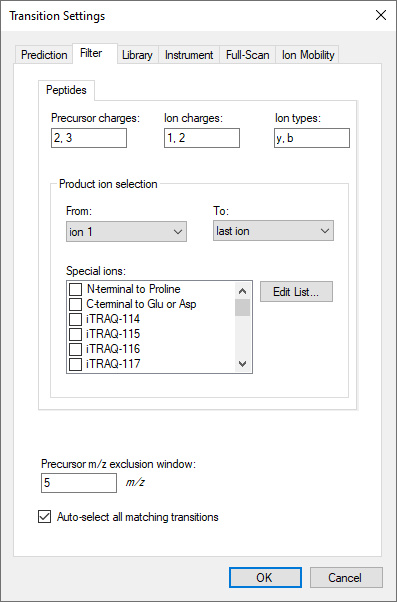 Transition Settings
Prediction Filter Library Instrument Full-Scan Ion Mobility
Peptides
Precursor charges: Ion charges: Ion types:
2, 3 1, 2 y, b
Product ion selection
From: To:
ion 1 last ion
Special ions:
N-terminal to Proline Edit List...
C-terminal to Glu or Asp
iTRAQ-114
iTRAQ-115
iTRAQ-116
iTRAQ-117
Precursor m/z exclusion window:
5 m/z
Auto-select all matching transitions
OK Cancel